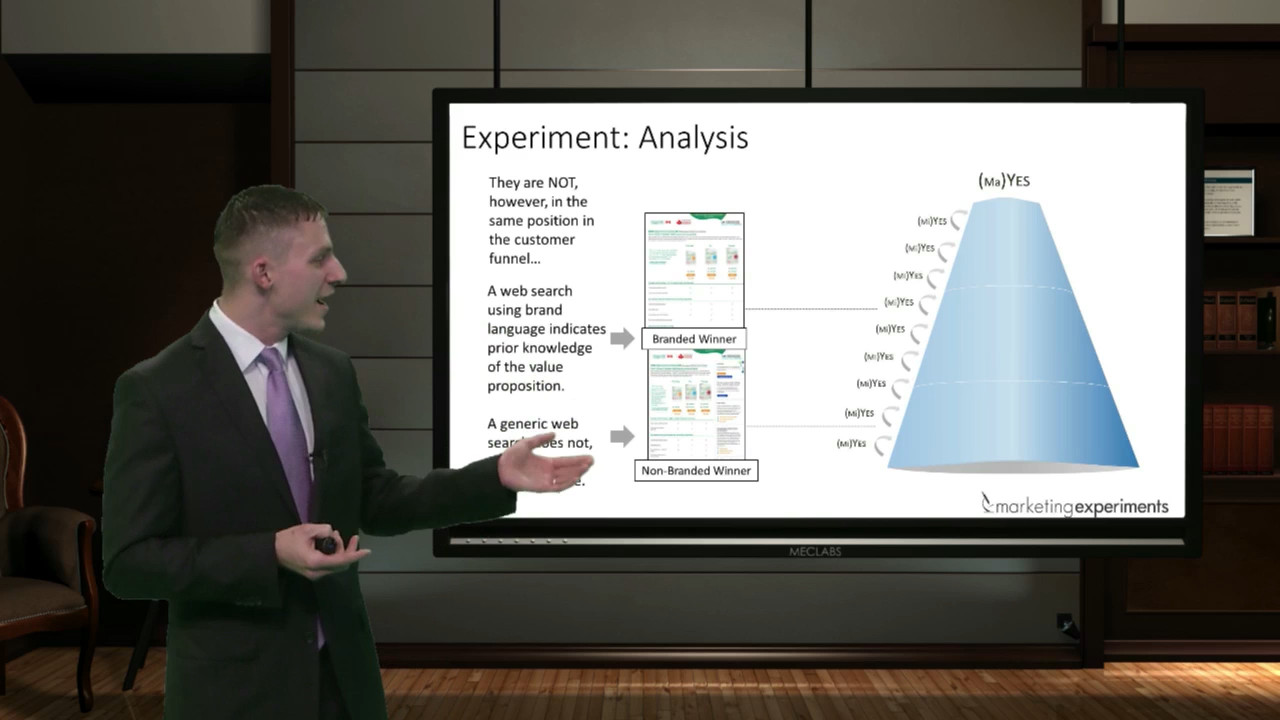 Experiment: Analysis
They are NOT,
however, in the
same position in
the customer
funnel...
A web search
using brand
language indicates
prior knowledge
of the value
proposition.
A generic web
not,
Branded Winner
Non-Branded Winner
(Ma)YES
(Mi)YES
(Mi)YES
(Mi)YES
(Mi)YES
(Mi)YES
(Mi)YES
(Mi)YES
(Mi)YES
(Mi)YES
marketingexperiments
MECLABS